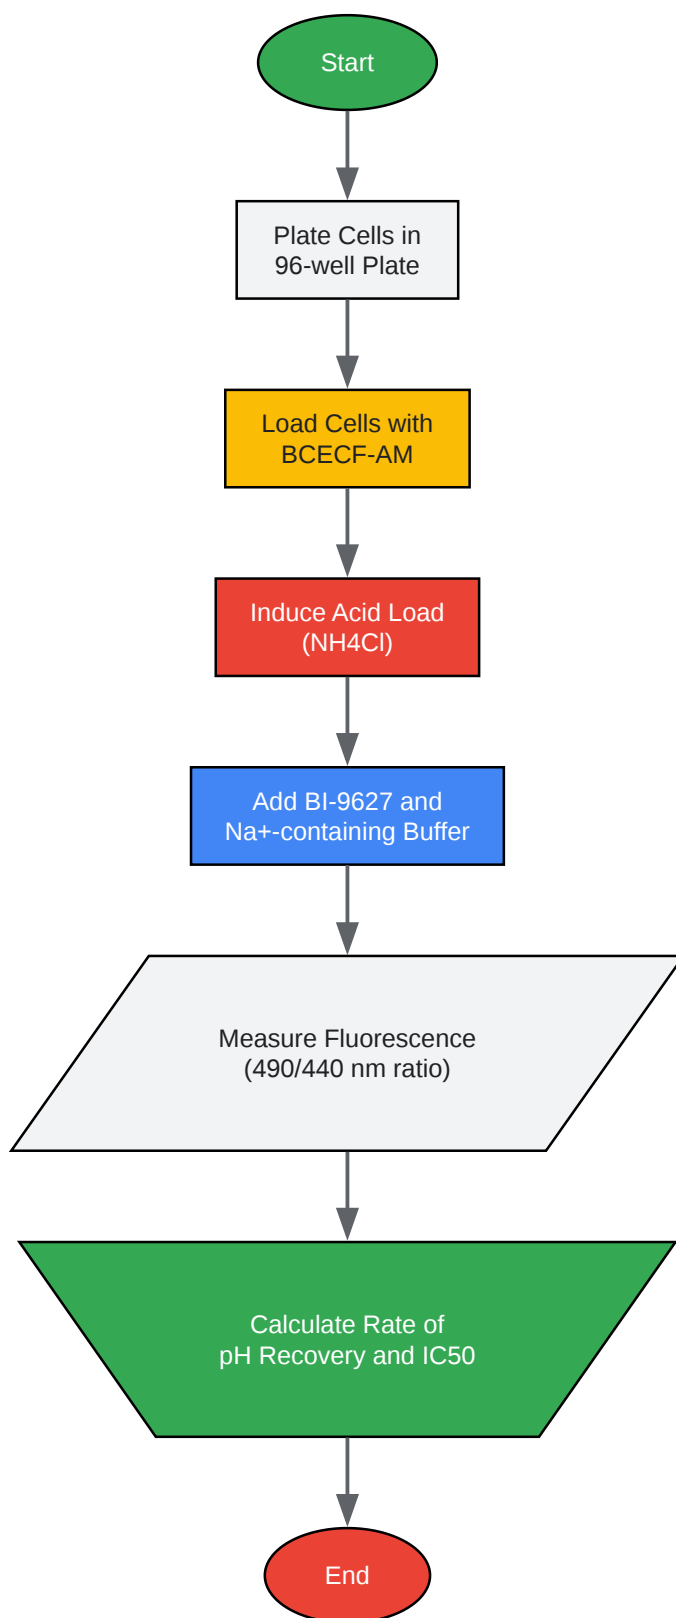 Start
Plate Cells in
96-well Plate
Load Cells with
BCECF-AM
Induce Acid Load
(NH4Cl)
Add BI-9627 and
Na+-containing Buffer
Measure Fluorescence
(490/440 nm ratio)
Calculate Rate of
pH Recovery and IC50
End